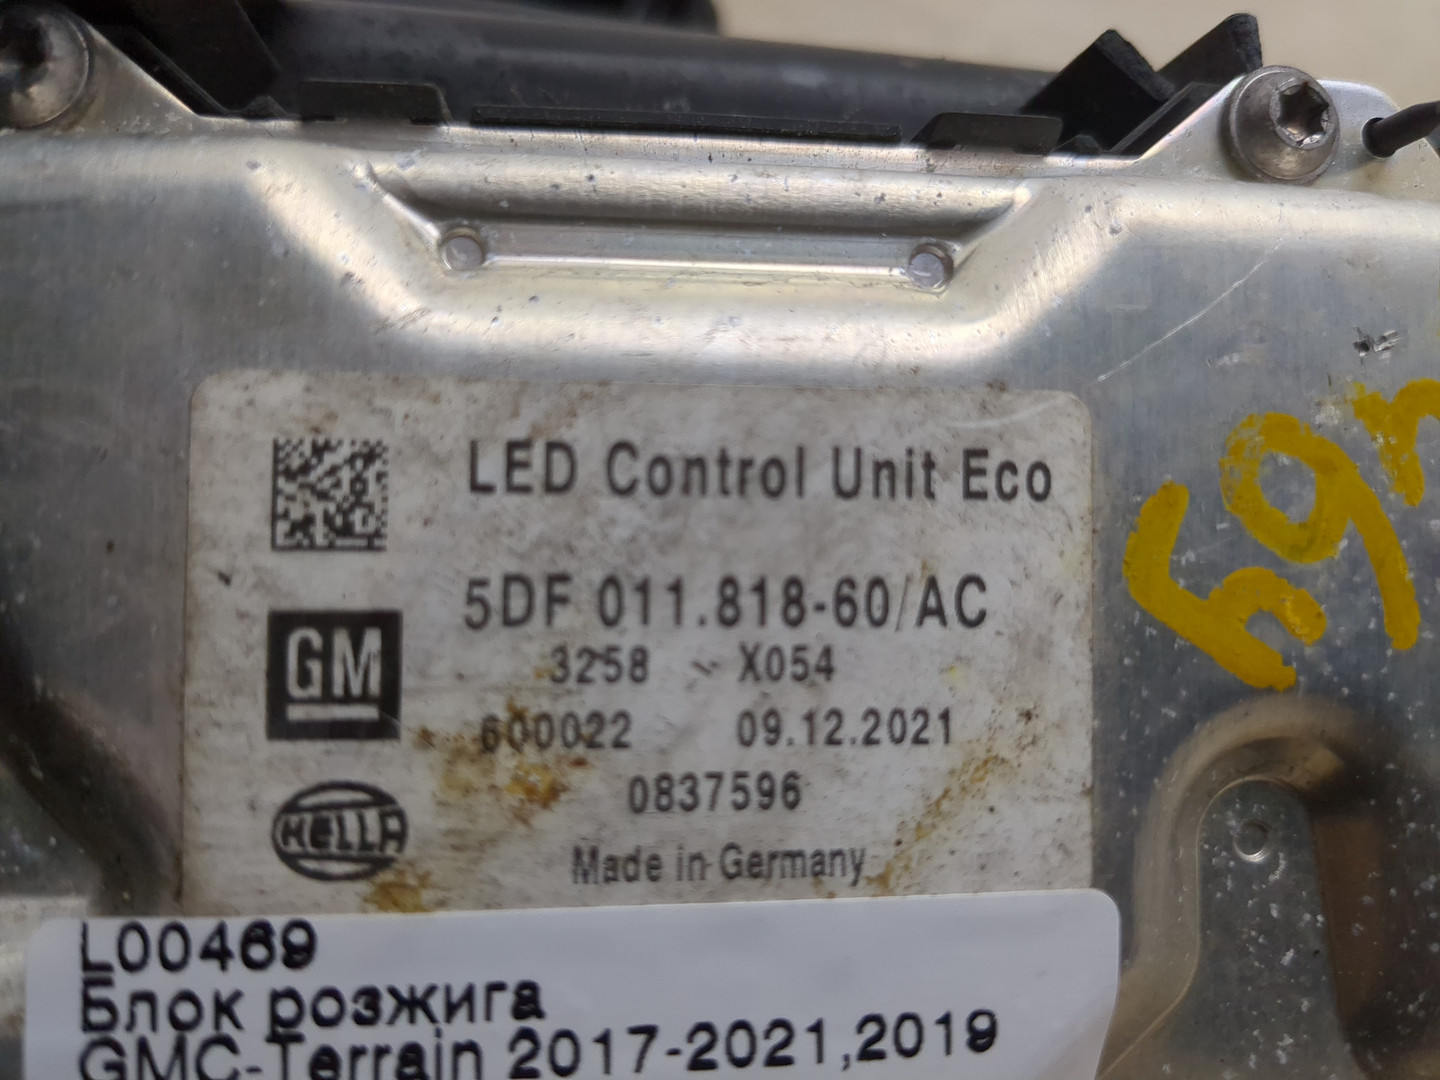 LED Control Unit Eco
5DF 011.818-60/AC
3258 X054
GM
600022 09.12.2021
0837596
HELLA
Made in Germany
L00469
Блок розжига
GMC-Terrain 2017-2021,2019